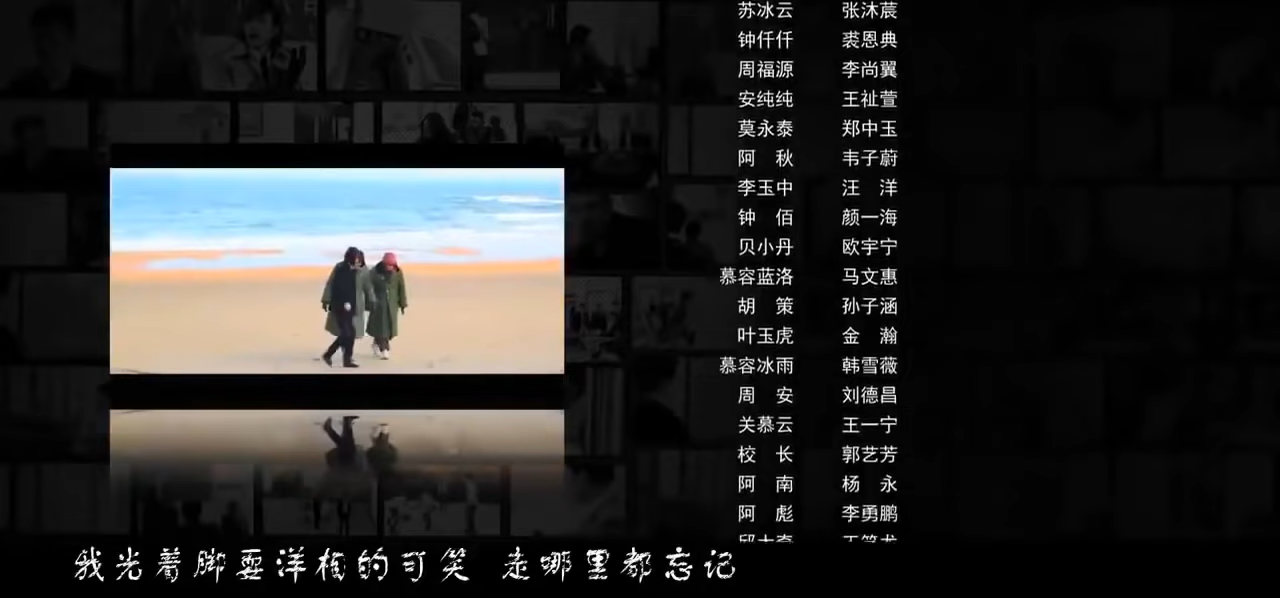 苏冰云 张沐莀
钟仟仟 裘恩典
周福源 李尚翼
安纯纯 王祉萱
莫永泰 郑中玉
阿 秋 韦子蔚
李玉中 汪 洋
钟 佰 颜一海
贝小丹 欧宇宁
慕容蓝洛 马文惠
胡 策 孙子涵
叶玉虎 金 瀚
慕容冰雨 韩雪薇
周 安 刘德昌
关慕云 王一宁
校 长 郭艺芳
阿 南 杨 永
阿 彪 李勇鹏
我光着脚耍洋相的可笑 走哪里都忘记